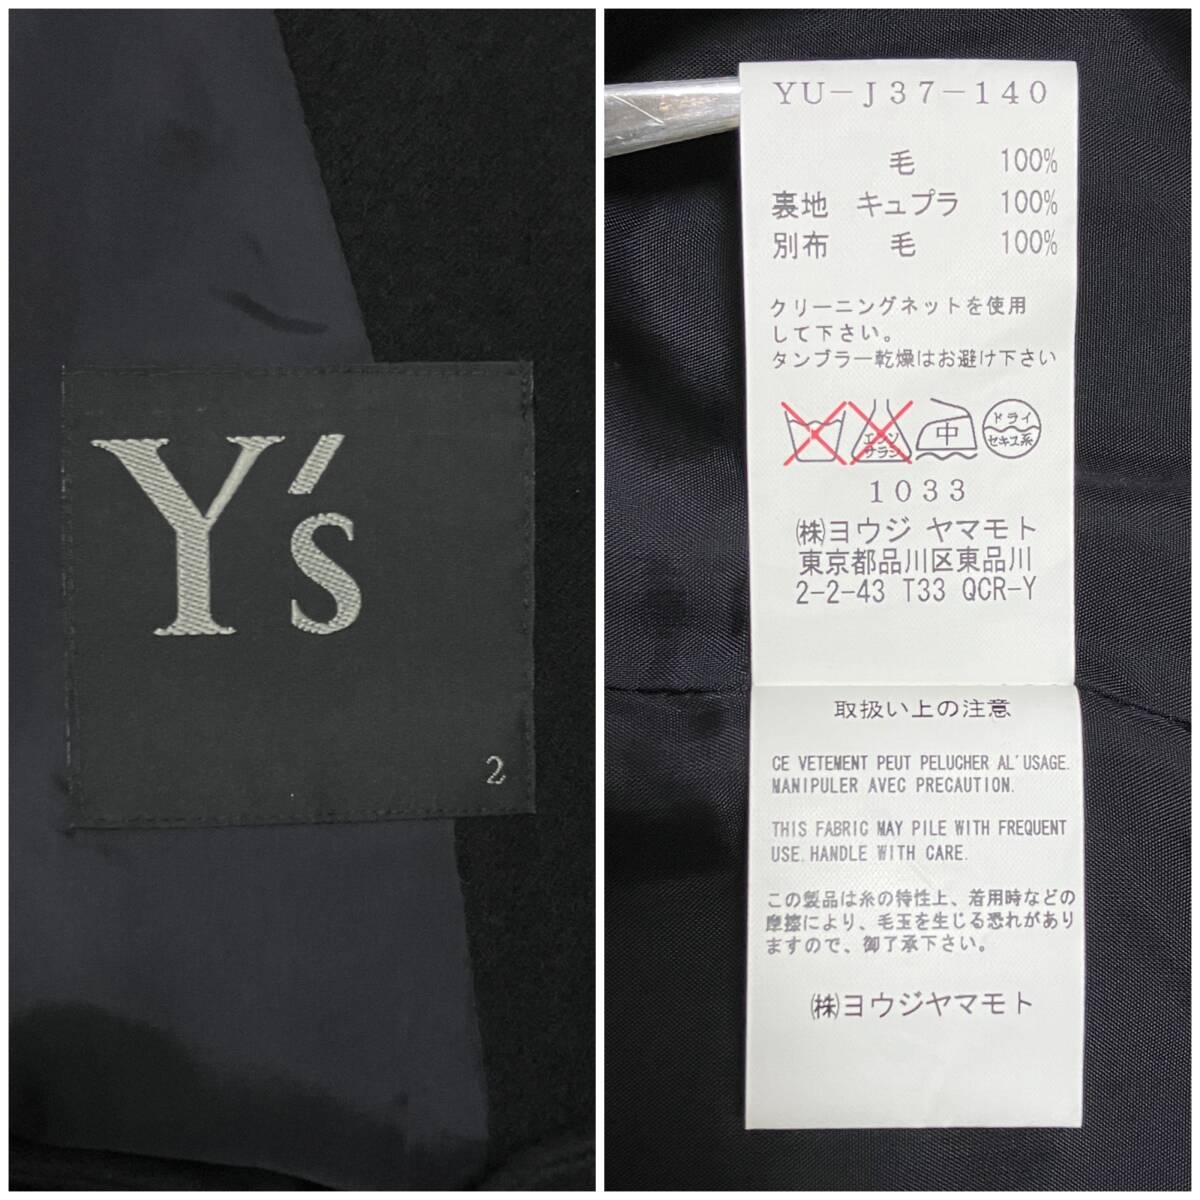 Y's
2
YU-J37-140
毛 100%
裏地 キュプラ 100%
別布 毛 100%
クリーニングネットを使用
して下さい。
タンブラー乾燥はお避け下さい
エンソ
サラシ
中
ドライ
セキユ系
1033
㈱ヨウジ ヤマモト
東京都品川区東品川
2-2-43 T33 QCR-Y
取扱い上の注意
CE VETEMENT PEUT PELUCHER AL'USAGE.
MANIPULER AVEC PRECAUTION.
THIS FABRIC MAY PILE WITH FREQUENT
USE.HANDLE WITH CARE.
この製品は糸の特性上、着用時などの
摩擦により、毛玉を生じる恐れがあり
ますので、御了承下さい。
㈱ヨウジヤマモト